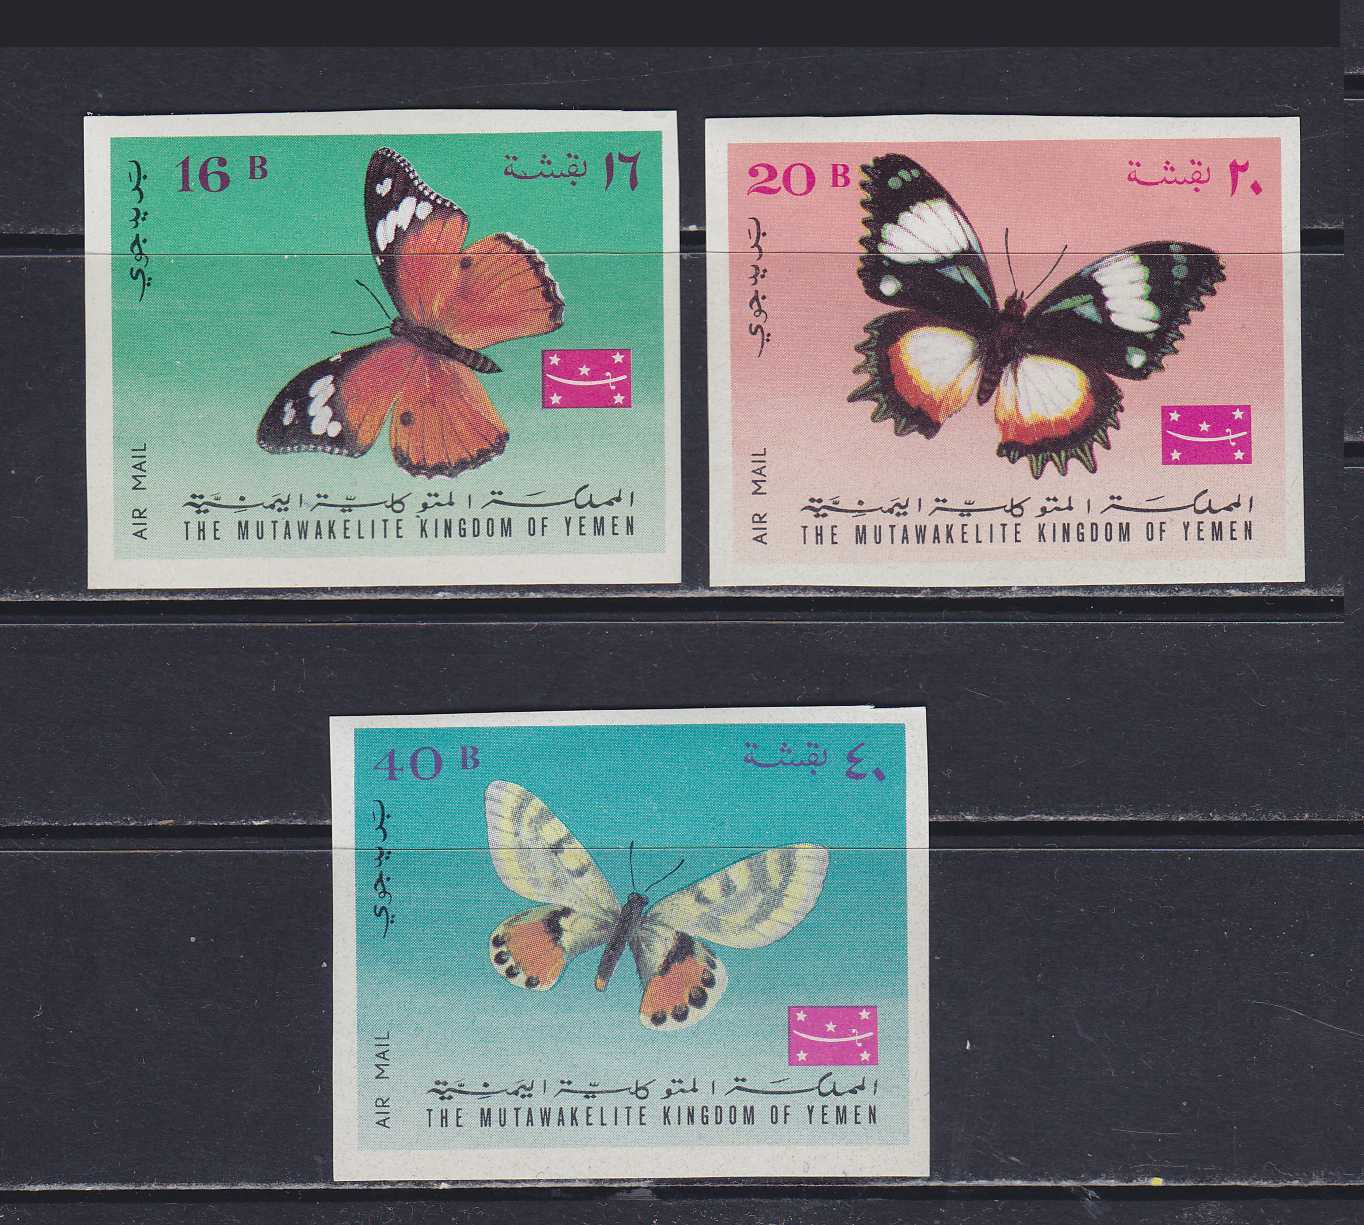 16 B بقشة ١٦
بريد جوي
AIR MAIL
المملكة المتوكلية اليمنية
THE MUTAWAKELITE KINGDOM OF YEMEN
20 B بقشة ٢٠
بريد جوي
AIR MAIL
المملكة المتوكلية اليمنية
THE MUTAWAKELITE KINGDOM OF YEMEN
40 B بقشة ٤٠
بريد جوي
AIR MAIL
المملكة المتوكلية اليمنية
THE MUTAWAKELITE KINGDOM OF YEMEN